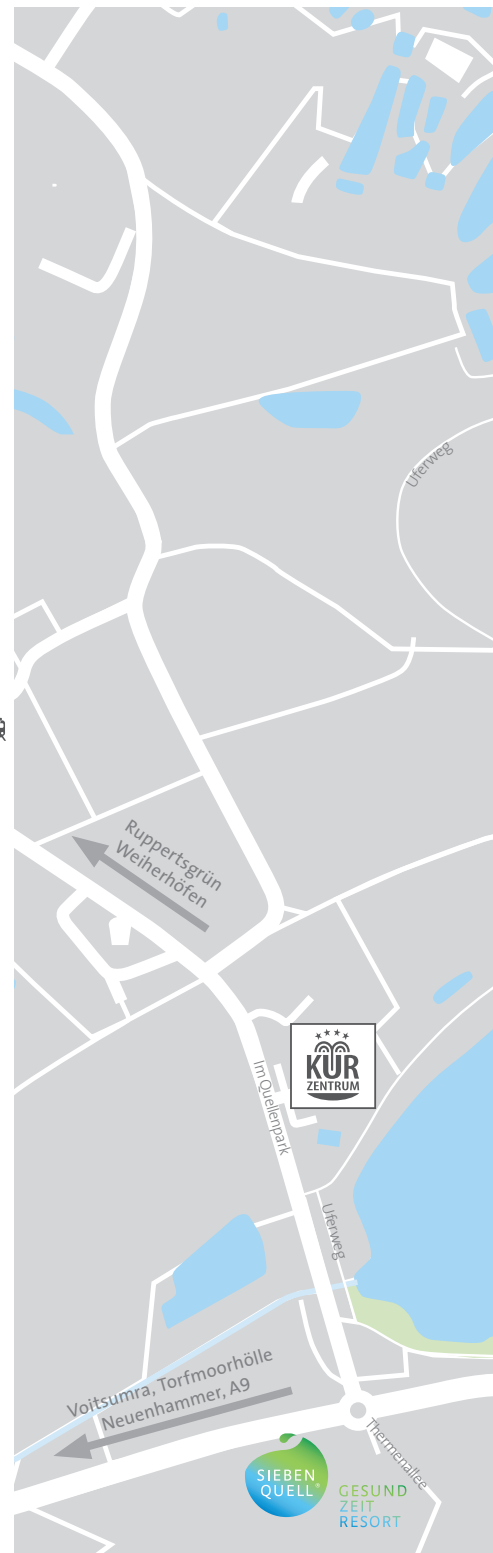 Uferweg
Ruppertsgrün
Weiherhöfen
KUR
ZENTRUM
Im Quellenpark
Uferweg
Voitsumra, Torfmoorhölle
Neuenhammer, A9
Thermenallee
SIEBEN
QUELL®
GESUND
ZEIT
RESORT